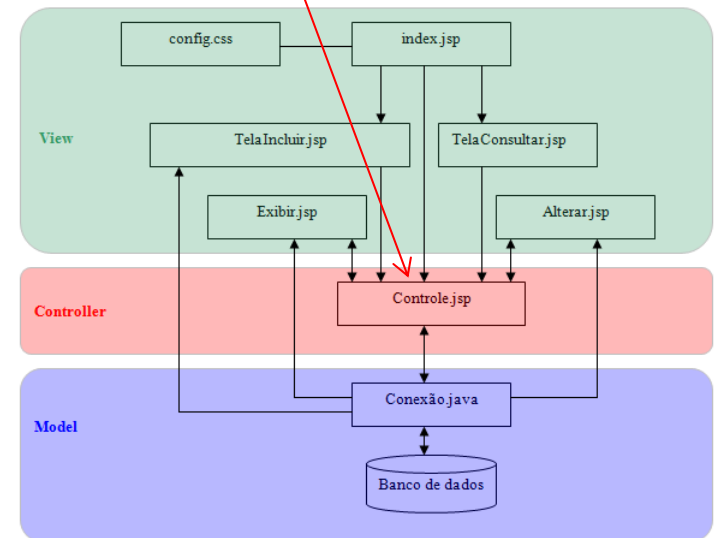 config.css
index.jsp
View
TelaIncluir.jsp
TelaConsultar.jsp
Exibir.jsp
Alterar.jsp
Controller
Controle.jsp
Conexão.java
Model
Banco de dados